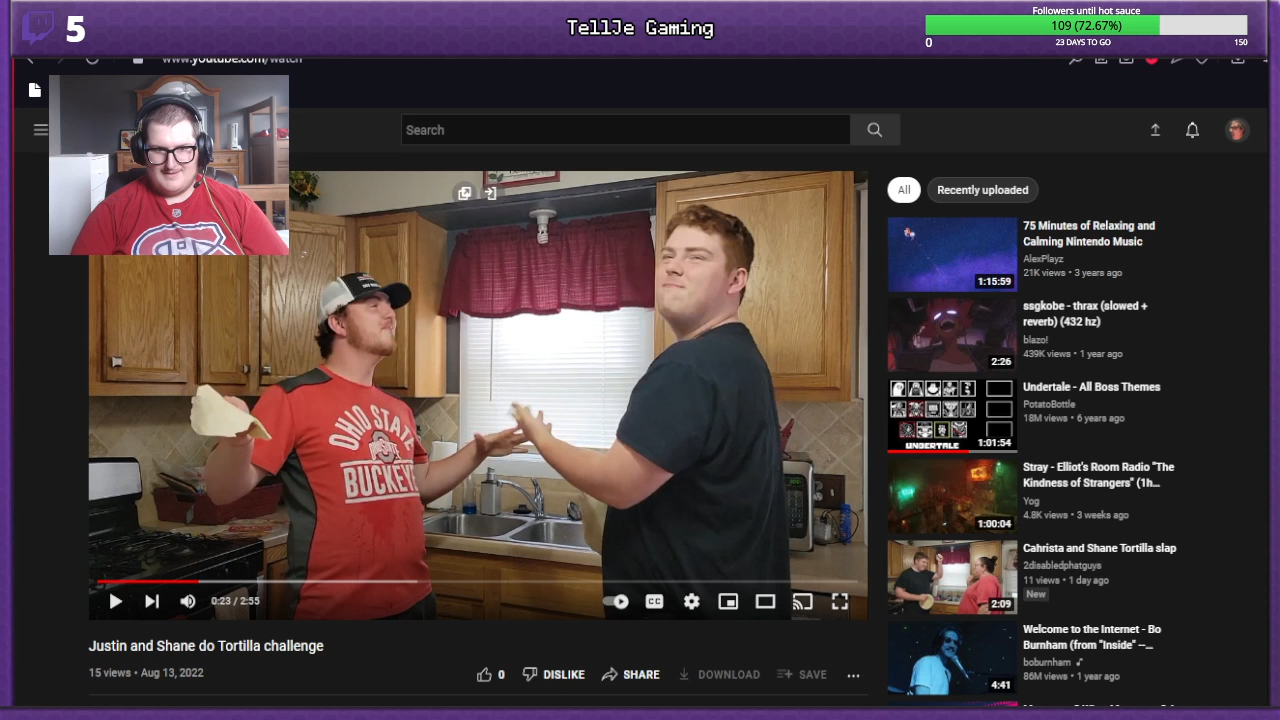 5
TellJe Gaming
Followers until hot sauce
109 (72.67%)
0
23 DAYS TO GO
150
www.youtube.com/watch
Search
All
Recently uploaded
OHIO STATE
BUCKEYE
0:23 / 2:55
CC
Justin and Shane do Tortilla challenge
15 views • Aug 13, 2022
0
DISLIKE
SHARE
DOWNLOAD
SAVE
1:15:59
75 Minutes of Relaxing and
Calming Nintendo Music
AlexPlayz
21K views • 3 years ago
2:26
ssgkobe - thrax (slowed +
reverb) (432 hz)
blazo!
439K views • 1 year ago
UNDERTALE
1:01:54
Undertale - All Boss Themes
PotatoBottle
18M views • 6 years ago
1:00:04
Stray - Elliot's Room Radio "The
Kindness of Strangers" (1h...
Yog
4.8K views • 3 weeks ago
2:09
Cahrista and Shane Tortilla slap
2disabledphatguys
11 views • 1 day ago
New
4:41
Welcome to the Internet - Bo
Burnham (from "Inside" --...
boburnham
86M views • 1 year ago